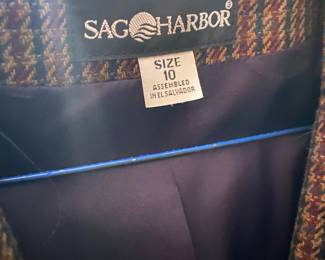 SAG HARBOR®
SIZE
10
ASSEMBLED
IN EL SALVADOR